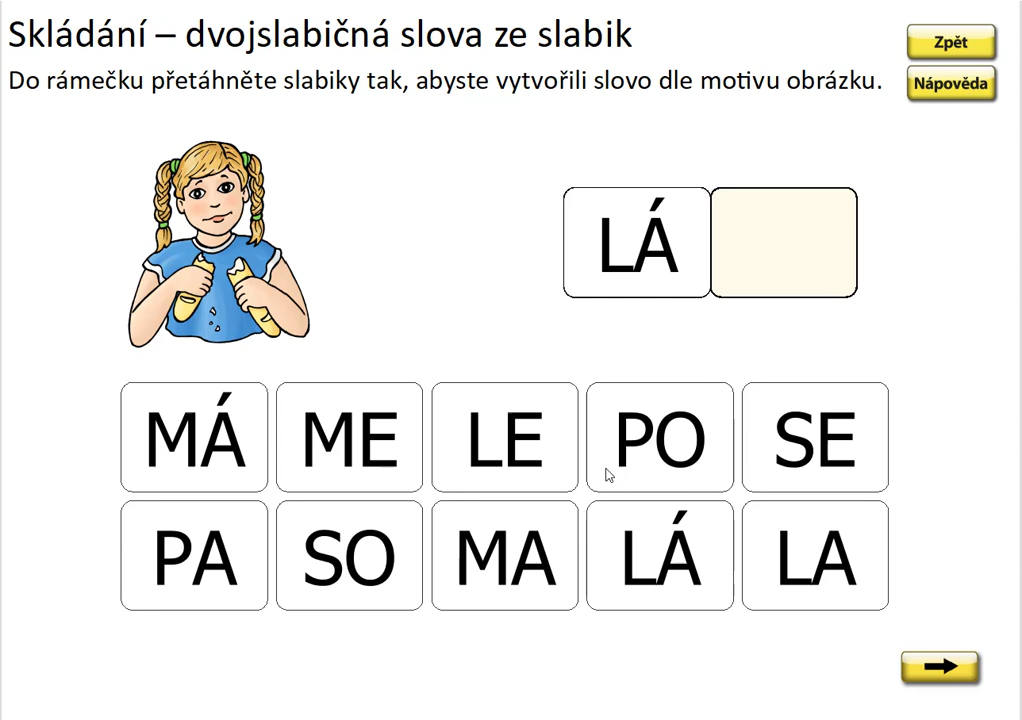 Skládání – dvojslabičná slova ze slabik
Zpět
Do rámečku přetáhněte slabiky tak, abyste vytvořili slovo dle motivu obrázku.
Nápověda
LÁ
MÁ ME LE PO SE
PA SO MA LÁ LA